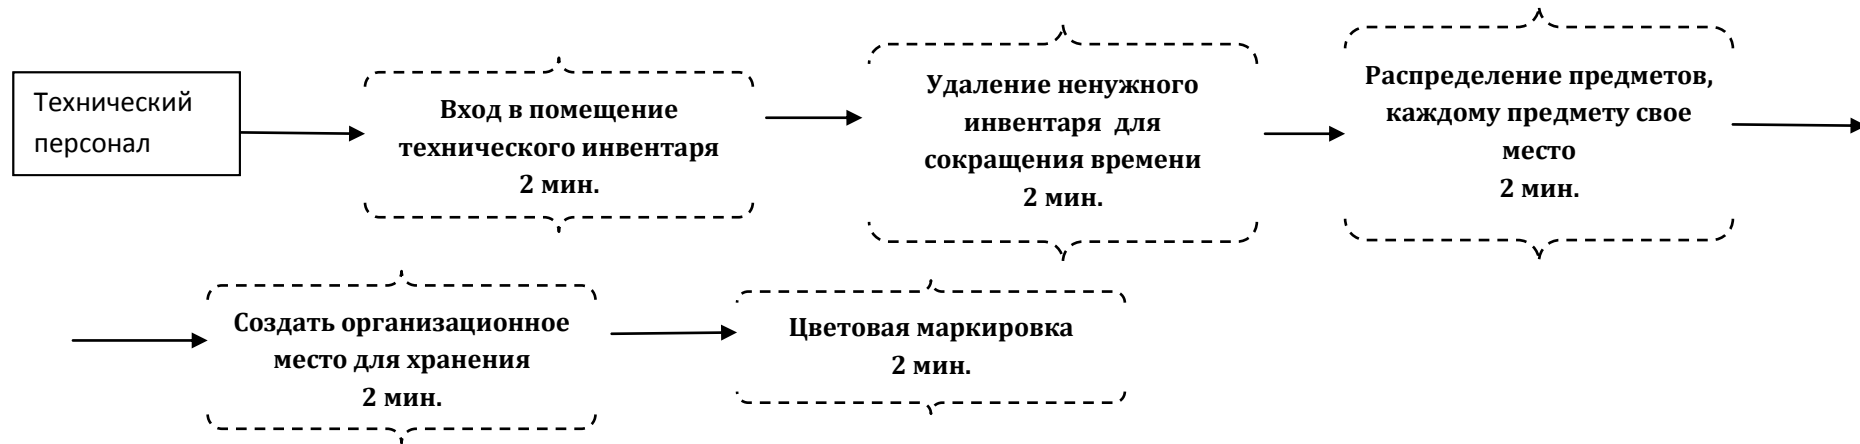 Технический
персонал
Вход в помещение
технического инвентаря
2 мин.
Удаление ненужного
инвентаря для
сокращения времени
2 мин.
Распределение предметов,
каждому предмету свое
место
2 мин.
Создать организационное
место для хранения
2 мин.
Цветовая маркировка
2 мин.